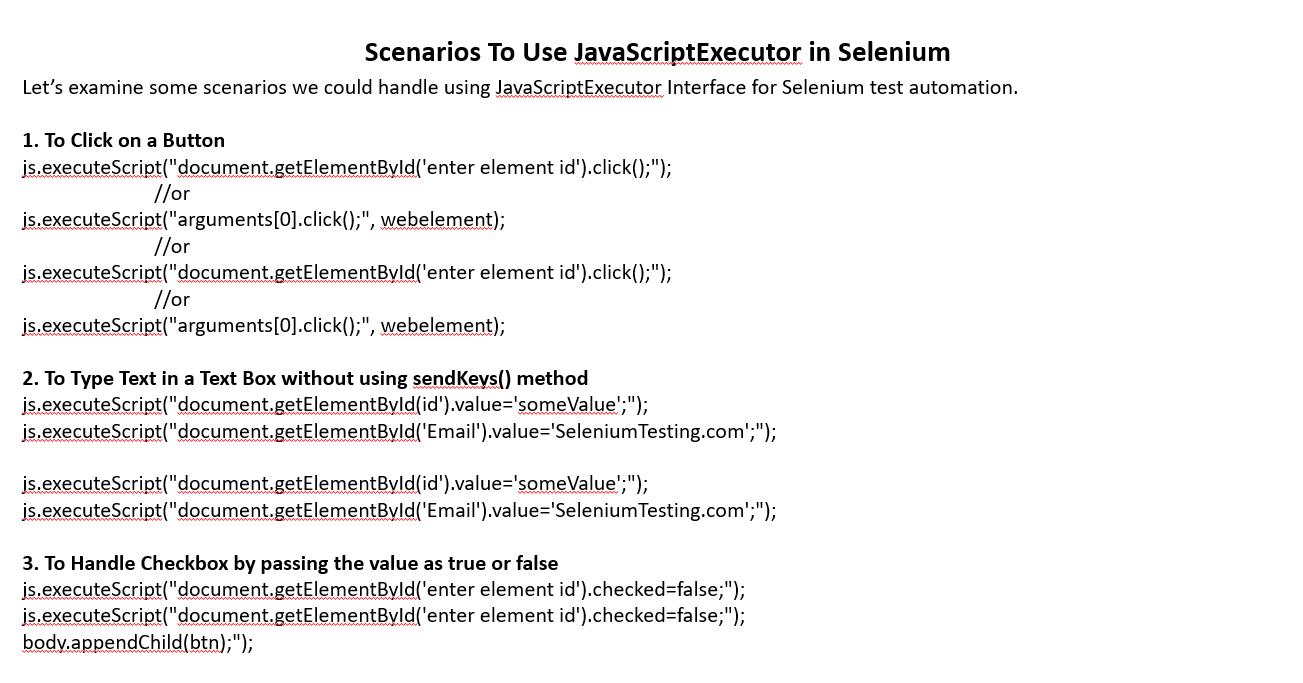 Scenarios To Use JavaScriptExecutor in Selenium
Let’s examine some scenarios we could handle using JavaScriptExecutor Interface for Selenium test automation.
1. To Click on a Button
js.executeScript("document.getElementById('enter element id').click();");
//or
js.executeScript("arguments[0].click();", webelement);
//or
js.executeScript("document.getElementById('enter element id').click();");
//or
js.executeScript("arguments[0].click();", webelement);
2. To Type Text in a Text Box without using sendKeys() method
js.executeScript("document.getElementById(id').value='someValue';");
js.executeScript("document.getElementById('Email').value='SeleniumTesting.com';");
js.executeScript("document.getElementById(id').value='someValue';");
js.executeScript("document.getElementById('Email').value='SeleniumTesting.com';");
3. To Handle Checkbox by passing the value as true or false
js.executeScript("document.getElementById('enter element id').checked=false;");
js.executeScript("document.getElementById('enter element id').checked=false;");
body.appendChild(btn);");